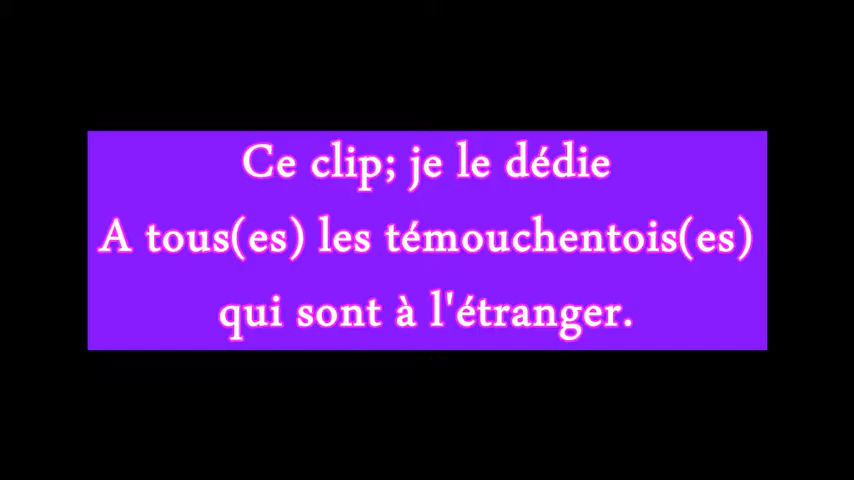 Ce clip; je le dédie
A tous(es) les témouchentois(es)
qui sont à l'étranger.